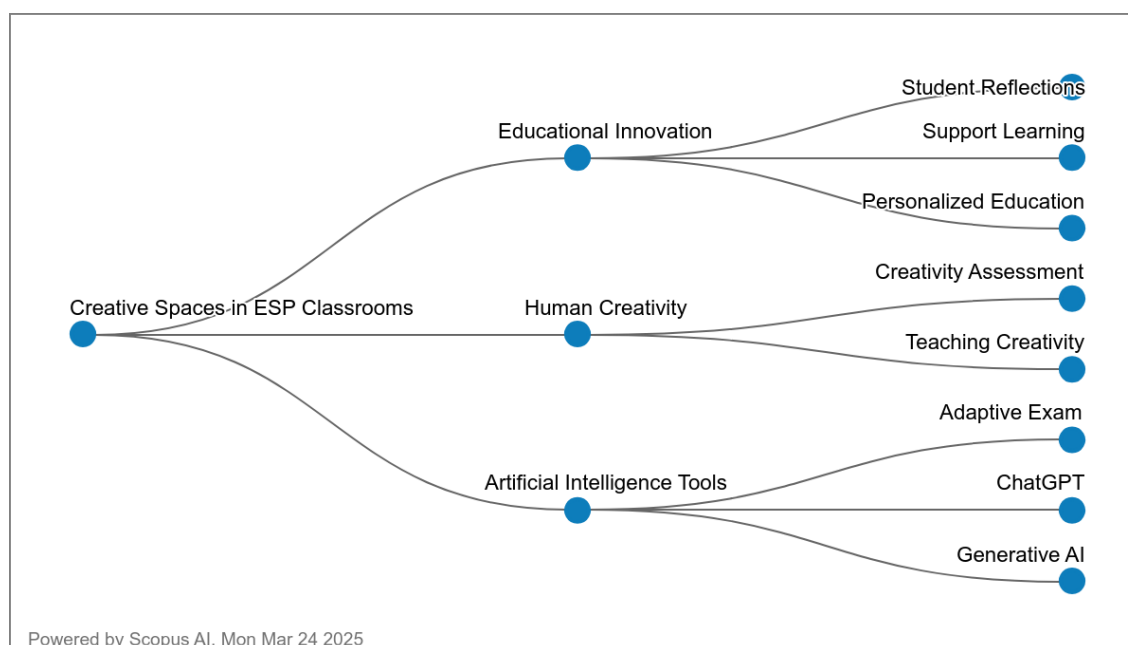 Student Reflections
Educational Innovation
Support Learning
Personalized Education
Creativity Assessment
Creative Spaces in ESP Classrooms
Human Creativity
Teaching Creativity
Adaptive Exam
Artificial Intelligence Tools
ChatGPT
Generative AI
Powered by Scopus AI, Mon Mar 24 2025